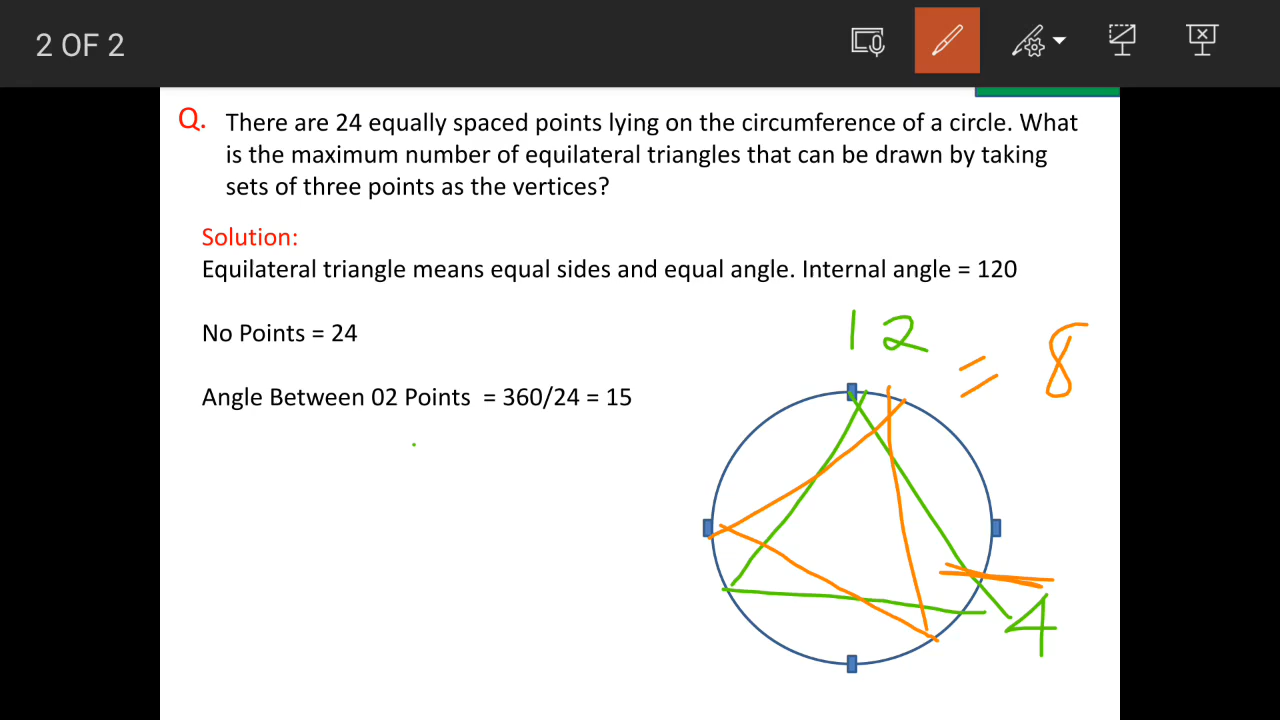 2 OF 2
Q. There are 24 equally spaced points lying on the circumference of a circle. What
is the maximum number of equilateral triangles that can be drawn by taking
sets of three points as the vertices?
Solution:
Equilateral triangle means equal sides and equal angle. Internal angle = 120
No Points = 24
12
= 8
Angle Between 02 Points = 360/24 = 15
4